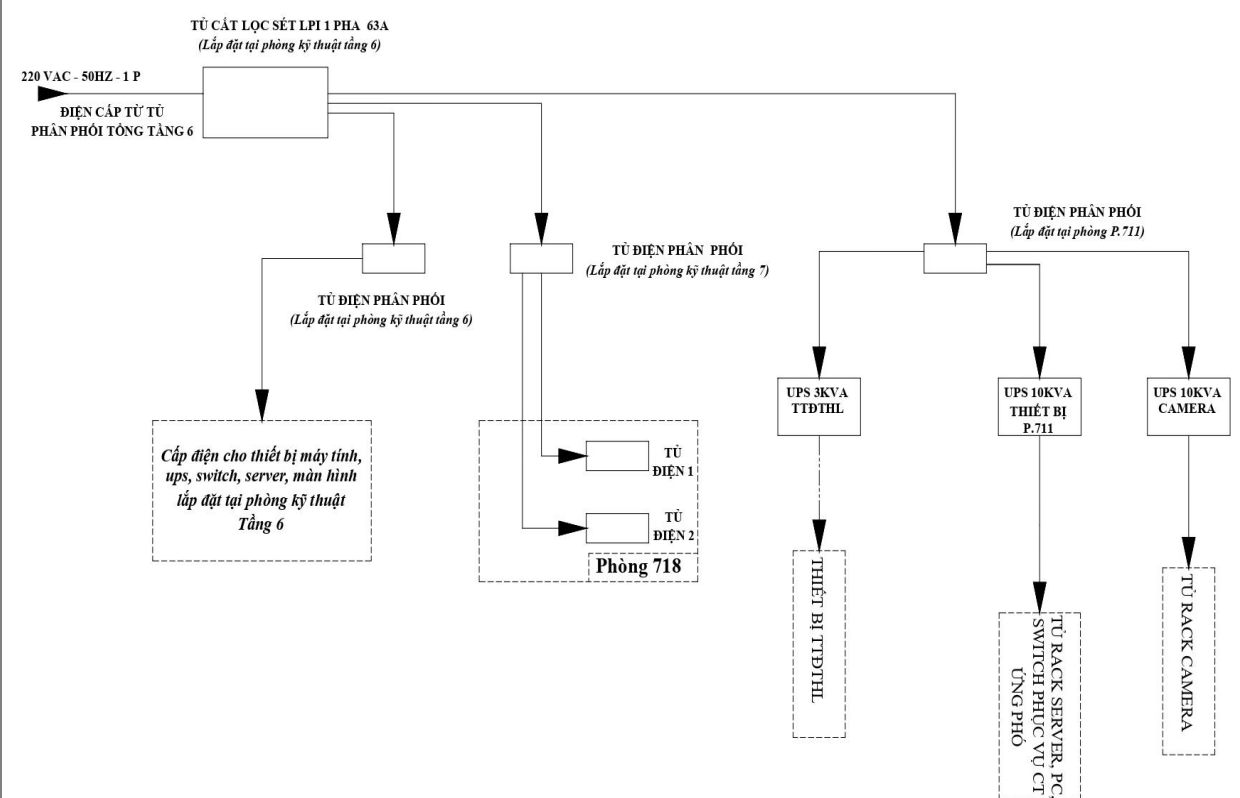 TỦ CẮT LỌC SÉT LPI 1 PHA 63A
(Lắp đặt tại phòng kỹ thuật tầng 6)
220 VAC - 50HZ - 1 P
ĐIỆN CẤP TỪ TỦ
PHÂN PHỐI TỔNG TẦNG 6
TỦ ĐIỆN PHÂN PHỐI
(Lắp đặt tại phòng P.711)
TỦ ĐIỆN PHÂN PHỐI
(Lắp đặt tại phòng kỹ thuật tầng 7)
TỦ ĐIỆN PHÂN PHỐI
(Lắp đặt tại phòng kỹ thuật tầng 6)
UPS 3KVA
TTĐTHL
UPS 10KVA
THIẾT BỊ
P.711
UPS 10KVA
CAMERA
Cấp điện cho thiết bị máy tính,
ups, switch, server, màn hình
lắp đặt tại phòng kỹ thuật
Tầng 6
TỦ
ĐIỆN 1
TỦ
ĐIỆN 2
Phòng 718
THIẾT BỊ TTĐTHL
TỦ RACK SERVER, PC,
SWITCH PHỤC VỤ CT
ỨNG PHÓ
TỦ RACK CAMERA